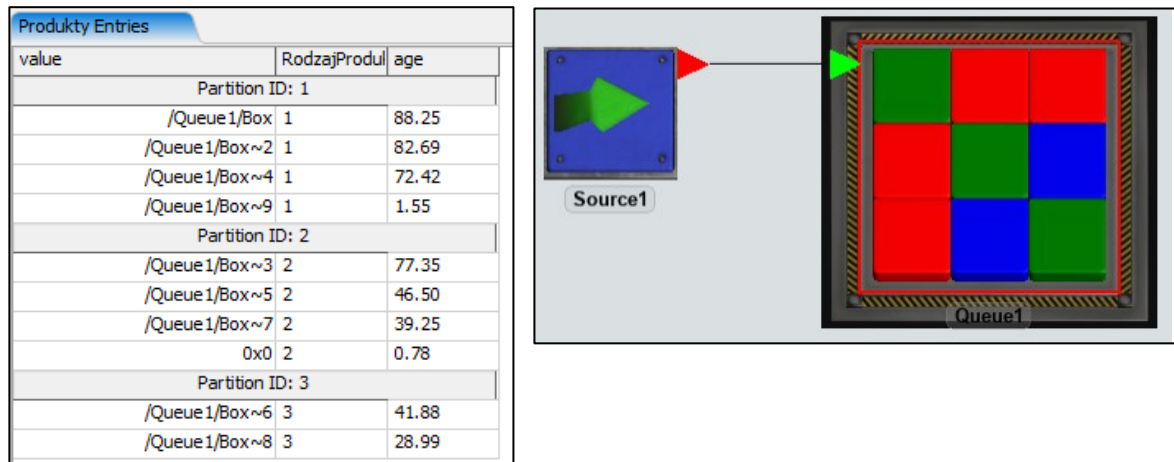 Produkty Entries
value RodzajProdul age
Partition ID: 1
/Queue1/Box 1 88.25
/Queue1/Box~2 1 82.69
/Queue1/Box~4 1 72.42
/Queue1/Box~9 1 1.55
Partition ID: 2
/Queue1/Box~3 2 77.35
/Queue1/Box~5 2 46.50
/Queue1/Box~7 2 39.25
0x0 2 0.78
Partition ID: 3
/Queue1/Box~6 3 41.88
/Queue1/Box~8 3 28.99
Source1
Queue1